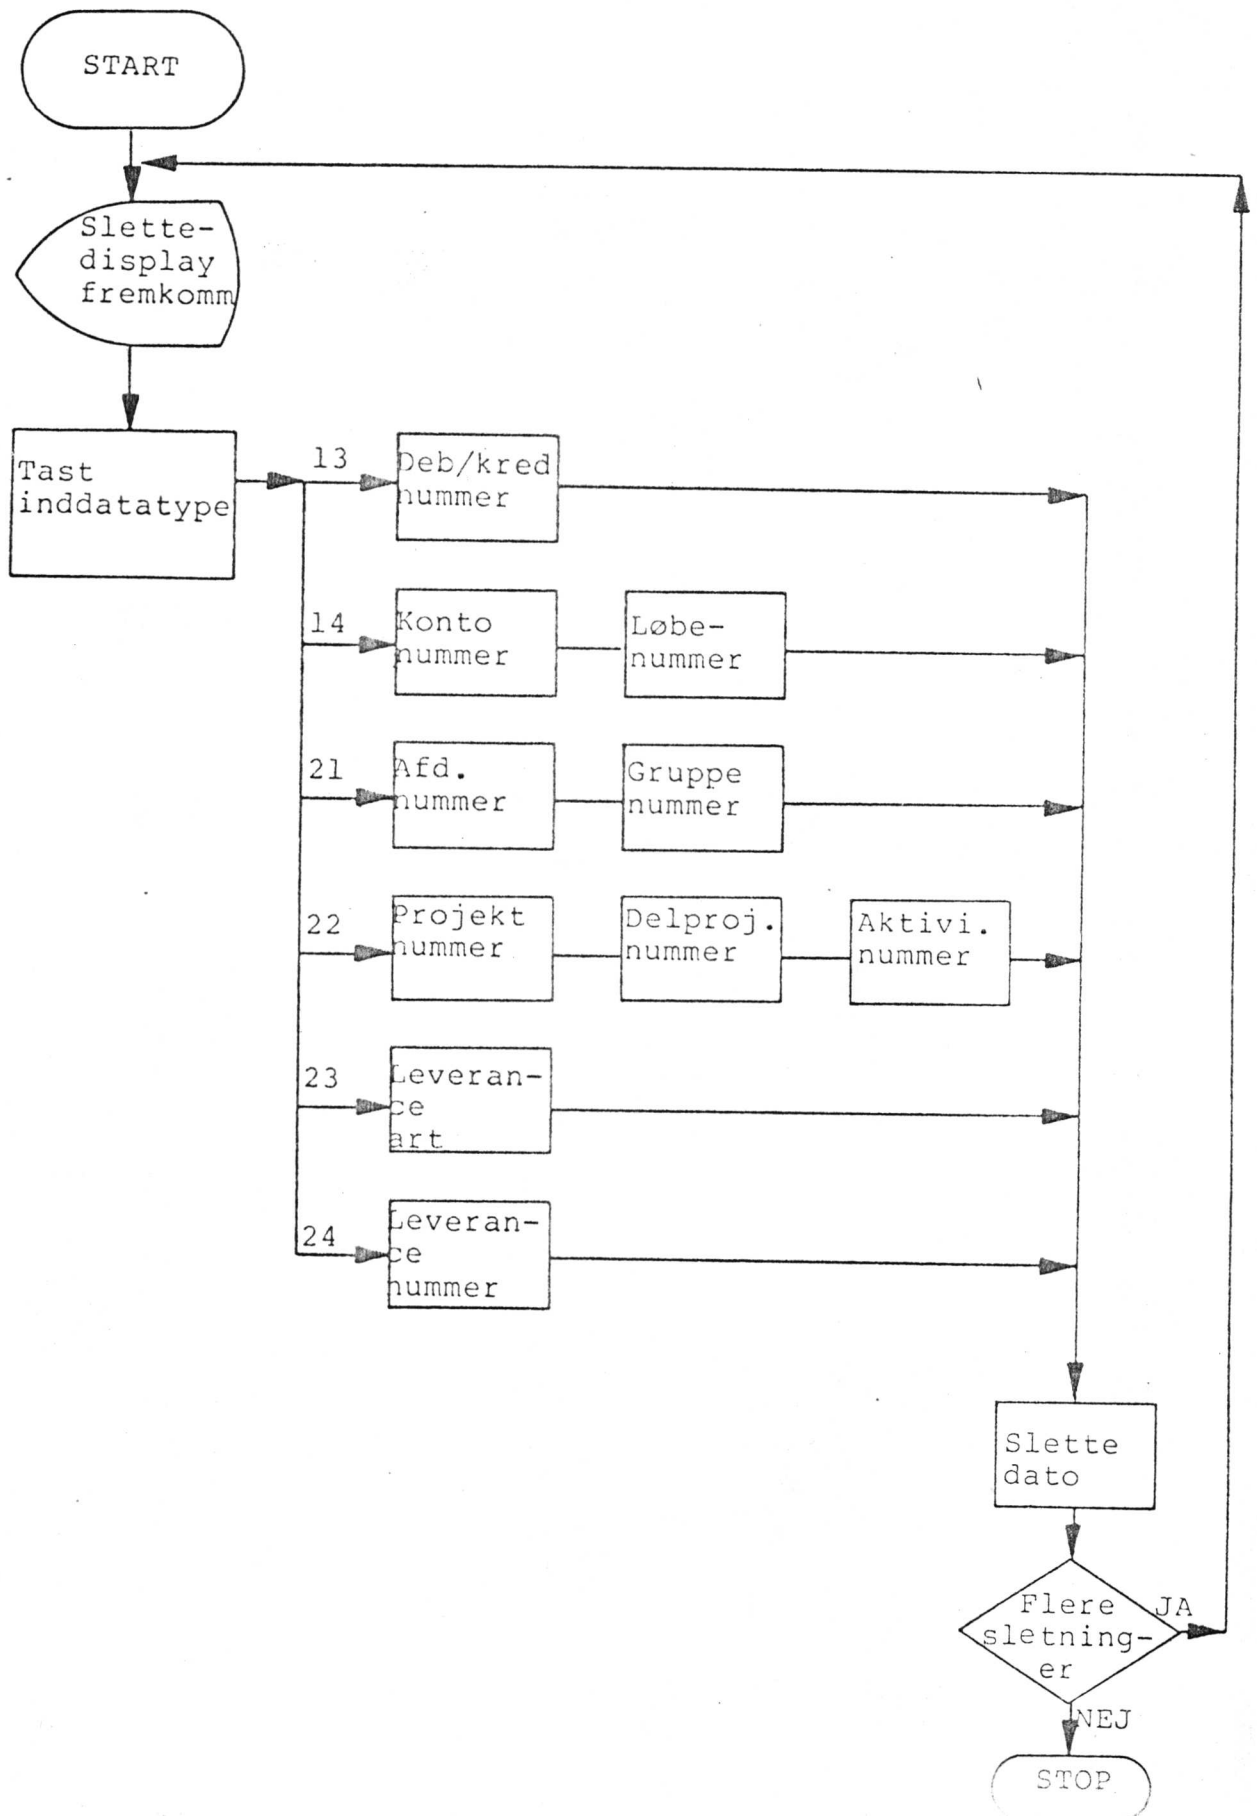 START
Slette-
display
fremkomm
Tast
inddatatype
13
Deb/kred
nummer
14
Konto
nummer
Løbe-
nummer
21
Afd.
nummer
Gruppe
nummer
22
Projekt
nummer
Delproj.
nummer
Aktivi.
nummer
23
Leveran-
ce
art
24
Leveran-
ce
nummer
Slette
dato
Flere
sletning-
er
JA
NEJ
STOP